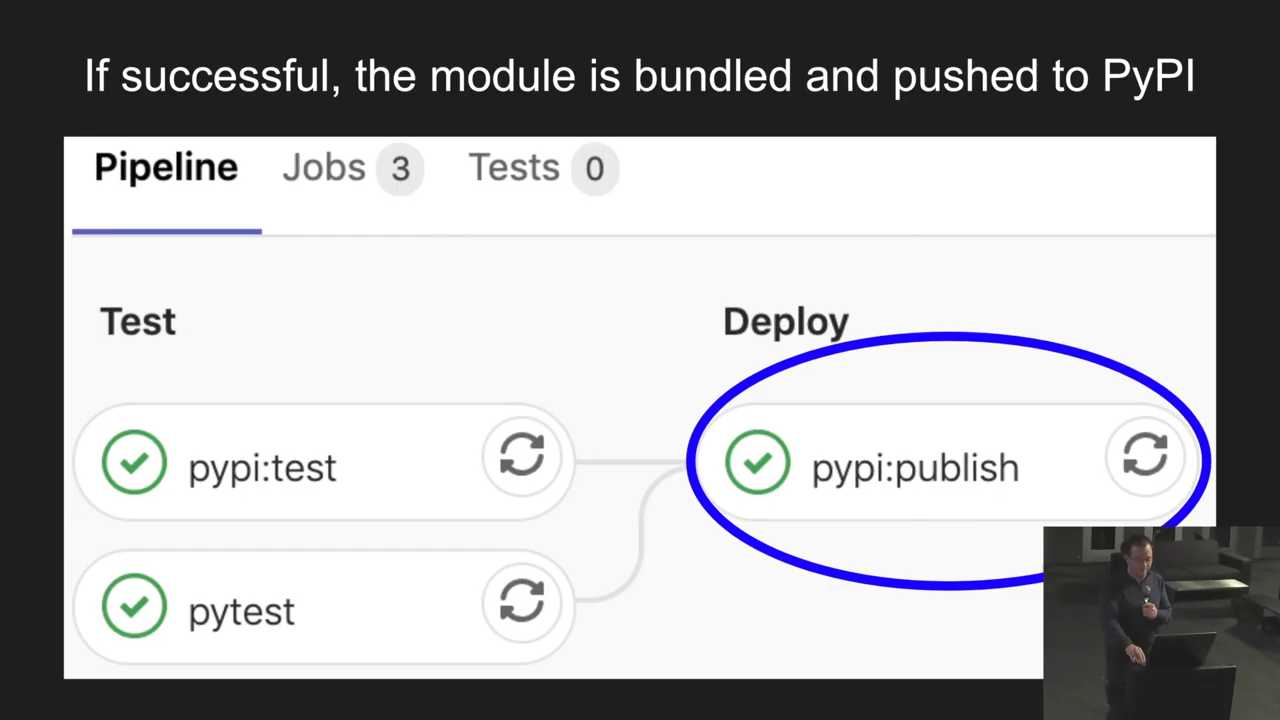 If successful, the module is bundled and pushed to PyPI
Pipeline Jobs 3 Tests 0
Test Deploy
pypi:test pypi:publish
pytest